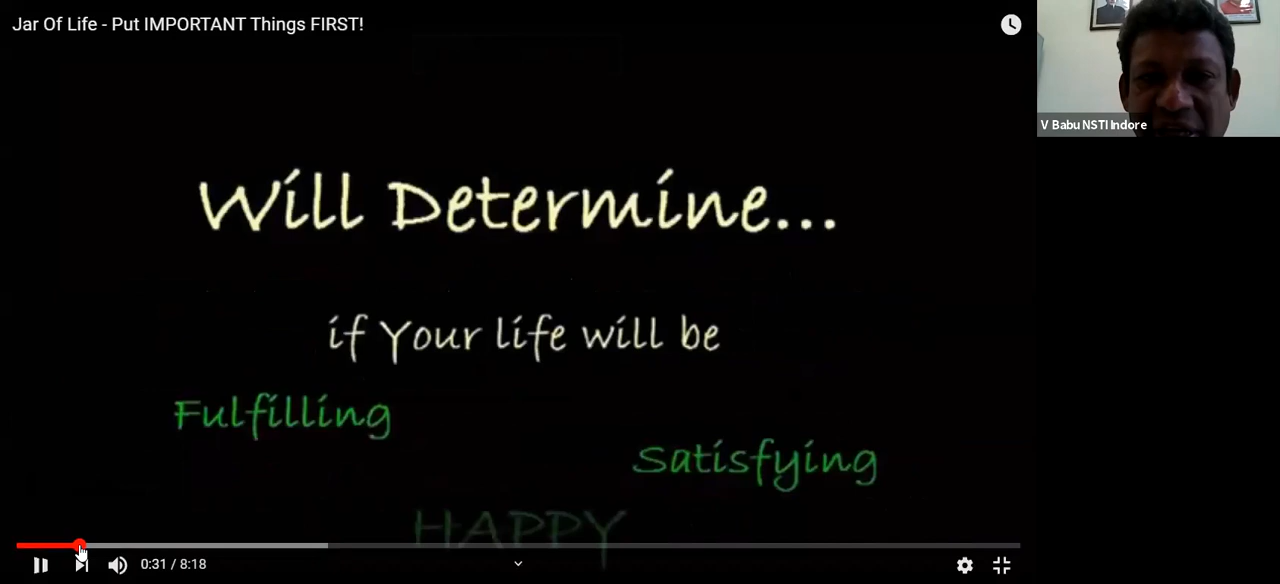 Jar Of Life - Put IMPORTANT Things FIRST!
V Babu NSTI Indore
Will Determine...
if Your life will be
Fulfilling
Satisfying
HAPPY
0:31 / 8:18